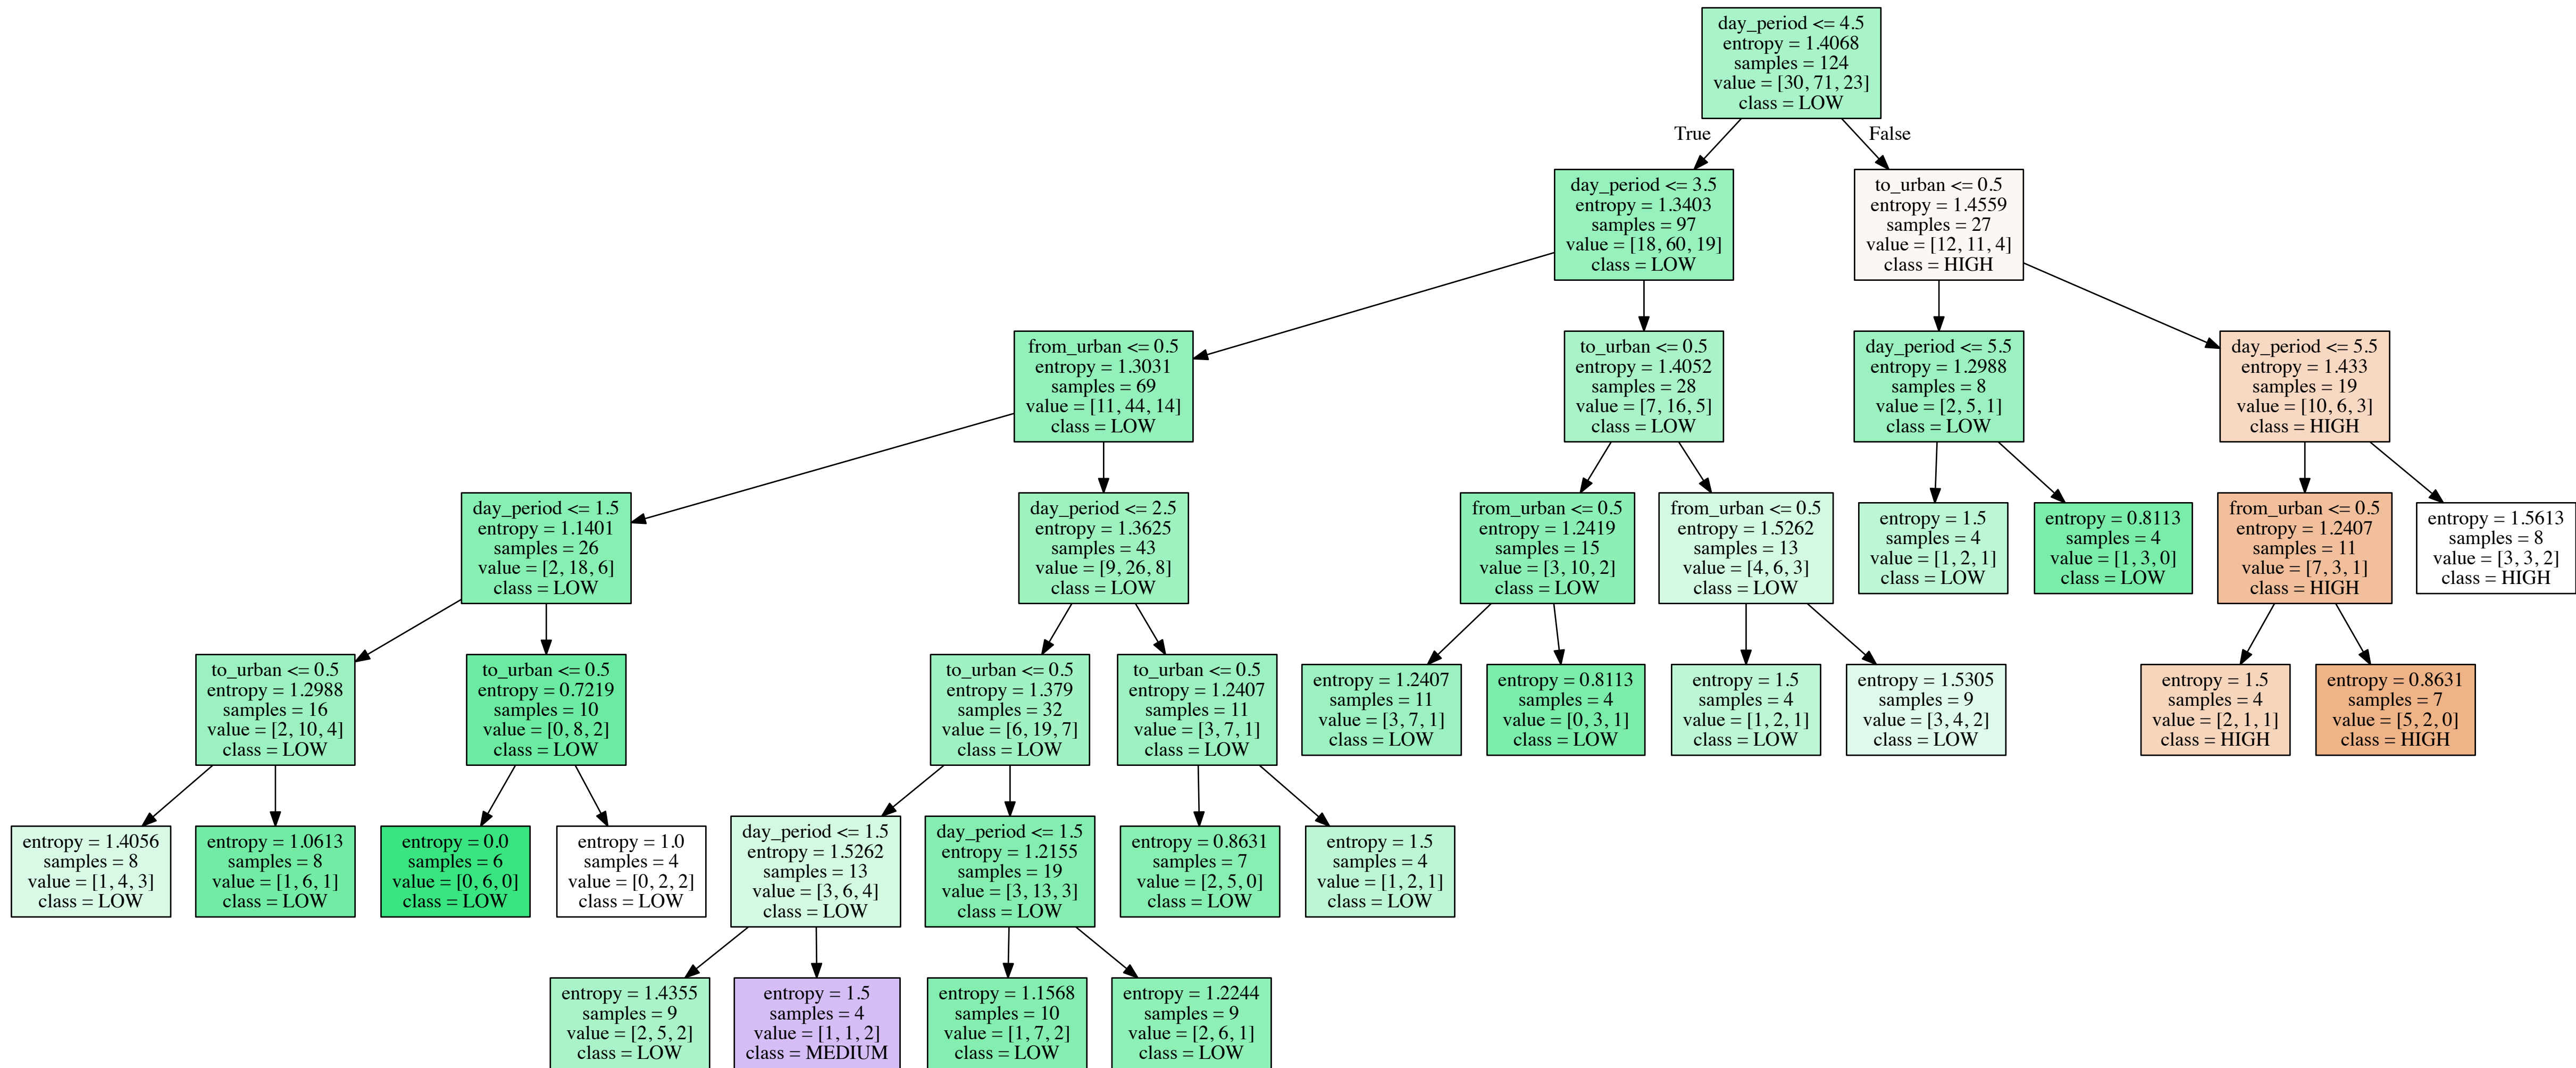 day_period <= 4.5
entropy = 1.4068
samples = 124
value = [30, 71, 23]
class = LOW
True
False
day_period <= 3.5
entropy = 1.3403
samples = 97
value = [18, 60, 19]
class = LOW
to_urban <= 0.5
entropy = 1.4559
samples = 27
value = [12, 11, 4]
class = HIGH
from_urban <= 0.5
entropy = 1.3031
samples = 69
value = [11, 44, 14]
class = LOW
to_urban <= 0.5
entropy = 1.4052
samples = 28
value = [7, 16, 5]
class = LOW
day_period <= 5.5
entropy = 1.2988
samples = 8
value = [2, 5, 1]
class = LOW
day_period <= 5.5
entropy = 1.433
samples = 19
value = [10, 6, 3]
class = HIGH
day_period <= 1.5
entropy = 1.1401
samples = 26
value = [2, 18, 6]
class = LOW
day_period <= 2.5
entropy = 1.3625
samples = 43
value = [9, 26, 8]
class = LOW
from_urban <= 0.5
entropy = 1.2419
samples = 15
value = [3, 10, 2]
class = LOW
from_urban <= 0.5
entropy = 1.5262
samples = 13
value = [4, 6, 3]
class = LOW
entropy = 1.5
samples = 4
value = [1, 2, 1]
class = LOW
entropy = 0.8113
samples = 4
value = [1, 3, 0]
class = LOW
from_urban <= 0.5
entropy = 1.2407
samples = 11
value = [7, 3, 1]
class = HIGH
entropy = 1.5613
samples = 8
value = [3, 3, 2]
class = HIGH
to_urban <= 0.5
entropy = 1.2988
samples = 16
value = [2, 10, 4]
class = LOW
to_urban <= 0.5
entropy = 0.7219
samples = 10
value = [0, 8, 2]
class = LOW
to_urban <= 0.5
entropy = 1.379
samples = 32
value = [6, 19, 7]
class = LOW
to_urban <= 0.5
entropy = 1.2407
samples = 11
value = [3, 7, 1]
class = LOW
entropy = 1.2407
samples = 11
value = [3, 7, 1]
class = LOW
entropy = 0.8113
samples = 4
value = [0, 3, 1]
class = LOW
entropy = 1.5
samples = 4
value = [1, 2, 1]
class = LOW
entropy = 1.5305
samples = 9
value = [3, 4, 2]
class = LOW
entropy = 1.5
samples = 4
value = [2, 1, 1]
class = HIGH
entropy = 0.8631
samples = 7
value = [5, 2, 0]
class = HIGH
entropy = 1.4056
samples = 8
value = [1, 4, 3]
class = LOW
entropy = 1.0613
samples = 8
value = [1, 6, 1]
class = LOW
entropy = 0.0
samples = 6
value = [0, 6, 0]
class = LOW
entropy = 1.0
samples = 4
value = [0, 2, 2]
class = LOW
day_period <= 1.5
entropy = 1.5262
samples = 13
value = [3, 6, 4]
class = LOW
day_period <= 1.5
entropy = 1.2155
samples = 19
value = [3, 13, 3]
class = LOW
entropy = 0.8631
samples = 7
value = [2, 5, 0]
class = LOW
entropy = 1.5
samples = 4
value = [1, 2, 1]
class = LOW
entropy = 1.4355
samples = 9
value = [2, 5, 2]
class = LOW
entropy = 1.5
samples = 4
value = [1, 1, 2]
class = MEDIUM
entropy = 1.1568
samples = 10
value = [1, 7, 2]
class = LOW
entropy = 1.2244
samples = 9
value = [2, 6, 1]
class = LOW